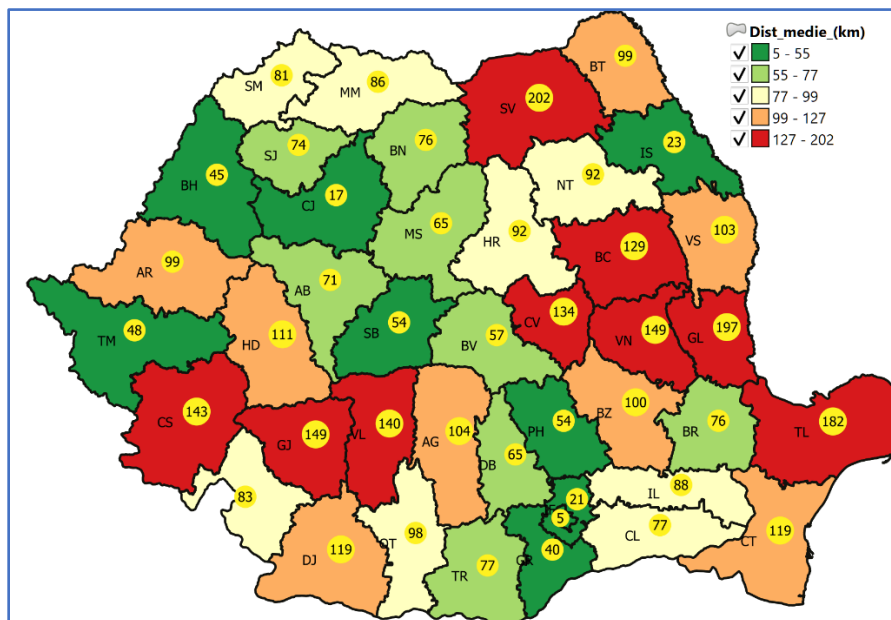 Dist_medie_(km)
5 - 55
55 - 77
77 - 99
99 - 127
127 - 202
BT 99
SM 81
MM 86
SV 202
IS 23
SJ 74
BN 76
BH 45
CJ 17
NT 92
MS 65
HR 92
BC 129
VS 103
AR 99
AB 71
TM 48
HD 111
SB 54
BV 57
CV 134
VN 149
GL 197
CS 143
GJ 149
VL 140
AG 104
DB 65
PH 54
BZ 100
BR 76
TL 182
83
21
5
IL 88
DJ 119
OT 98
TR 77
GR 40
CL 77
CT 119